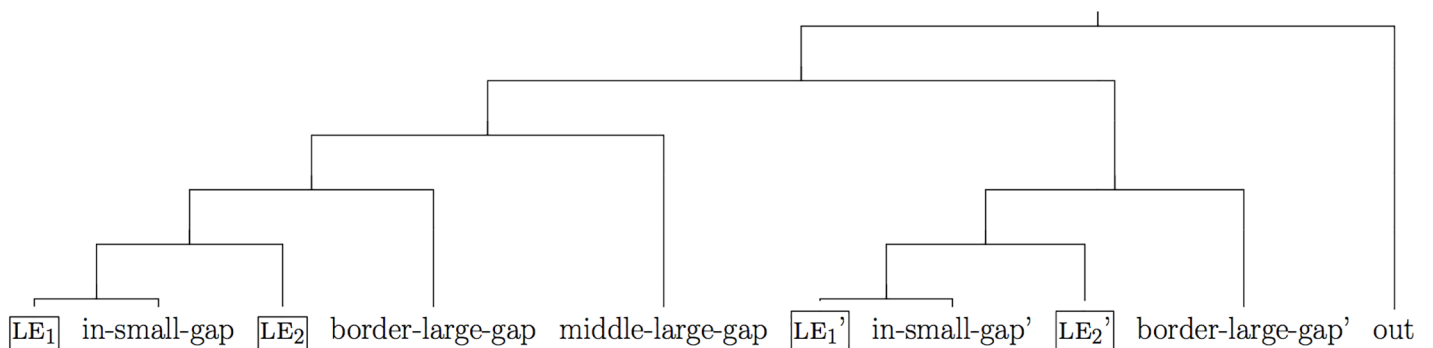 LE₁ in-small-gap LE₂ border-large-gap middle-large-gap LE₁’ in-small-gap’ LE₂’ border-large-gap’ out